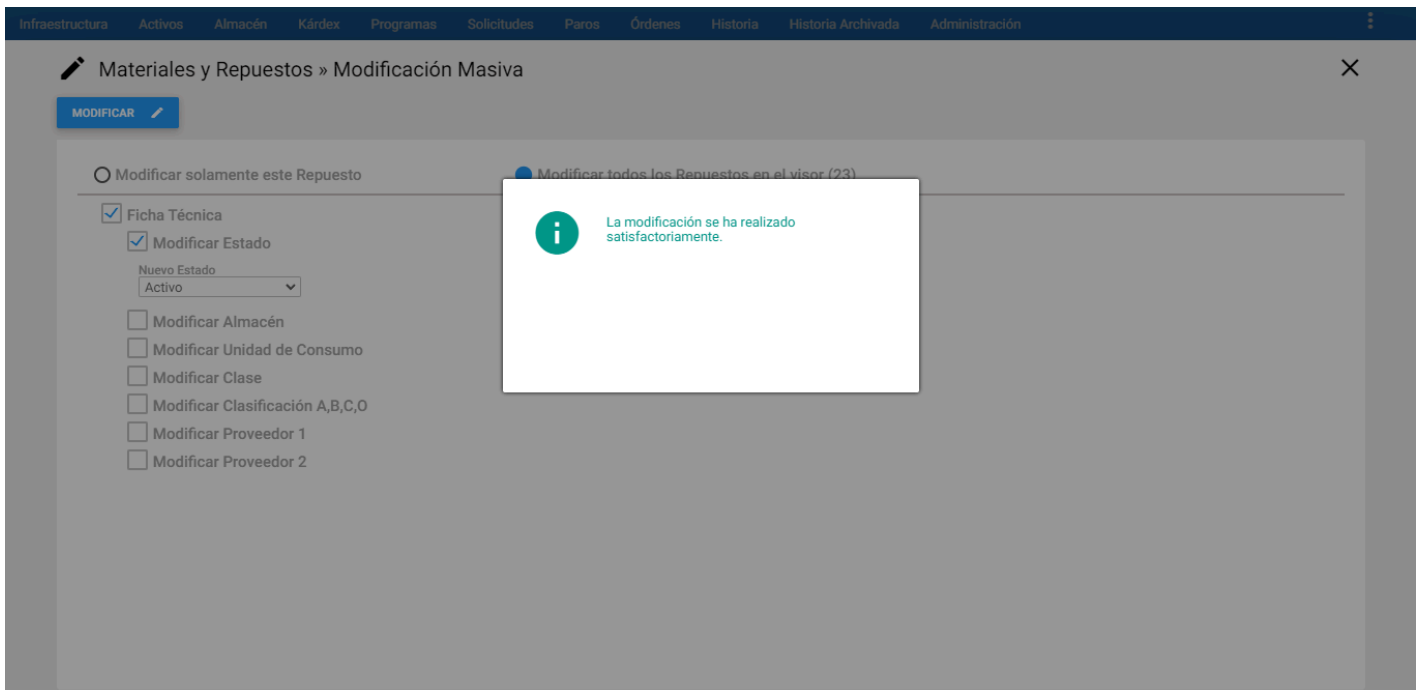 Infraestructura Activos Almacén Kárdex Programas Solicitudes Paros Órdenes Historia Historia Archivada Administración
Materiales y Repuestos » Modificación Masiva
MODIFICAR
Modificar solamente este Repuesto Modificar todos los Repuestos en el visor (23)
Ficha Técnica
Modificar Estado
Nuevo Estado
Activo
Modificar Almacén
Modificar Unidad de Consumo
Modificar Clase
Modificar Clasificación A,B,C,O
Modificar Proveedor 1
Modificar Proveedor 2
La modificación se ha realizado
satisfactoriamente.